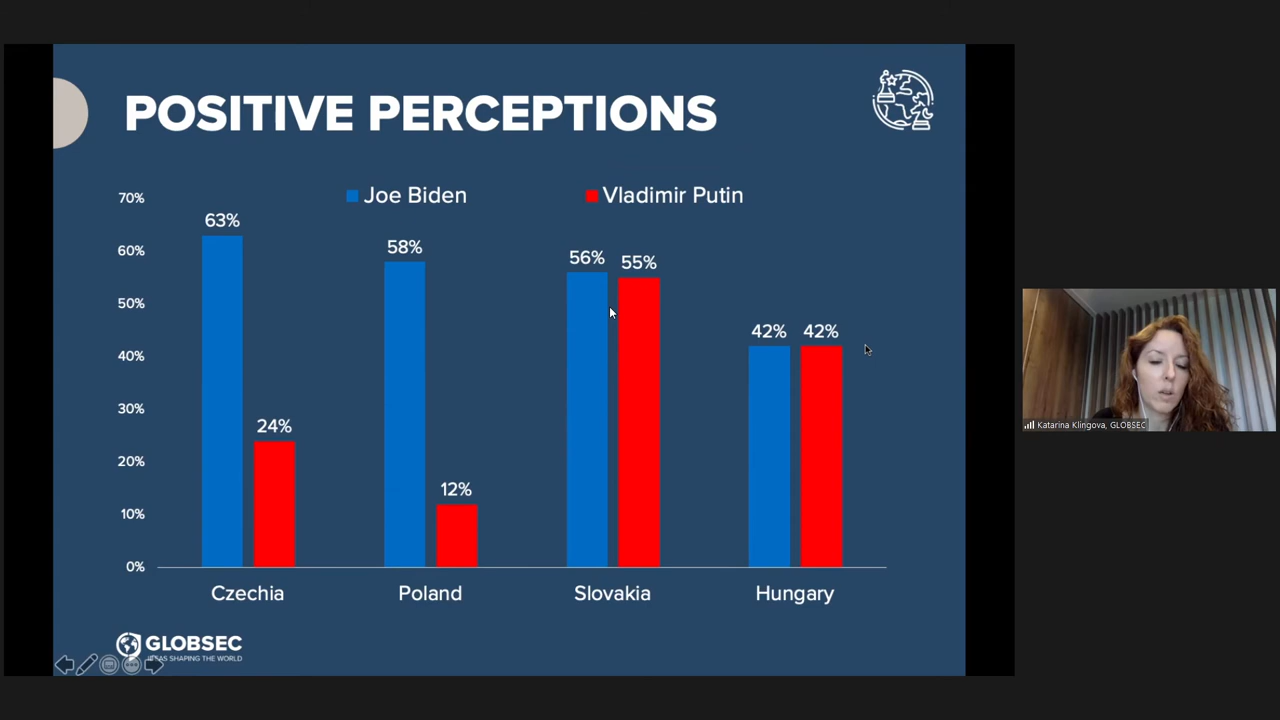 POSITIVE PERCEPTIONS
Joe Biden
Vladimir Putin
70%
60%
50%
40%
30%
20%
10%
0%
63%
24%
58%
12%
56%
55%
42%
42%
Czechia
Poland
Slovakia
Hungary
GLOBSEC
IDEAS SHAPING THE WORLD
Katarina Klingova, GLOBSEC